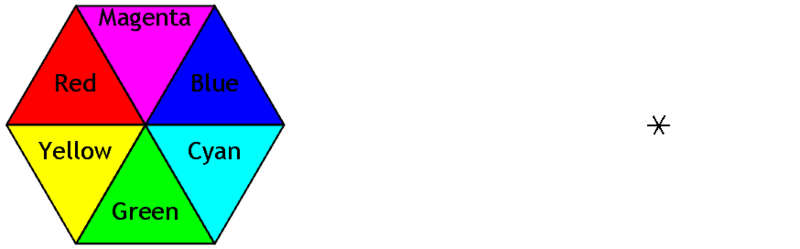 Magenta
Red
Blue
Yellow
Cyan
Green